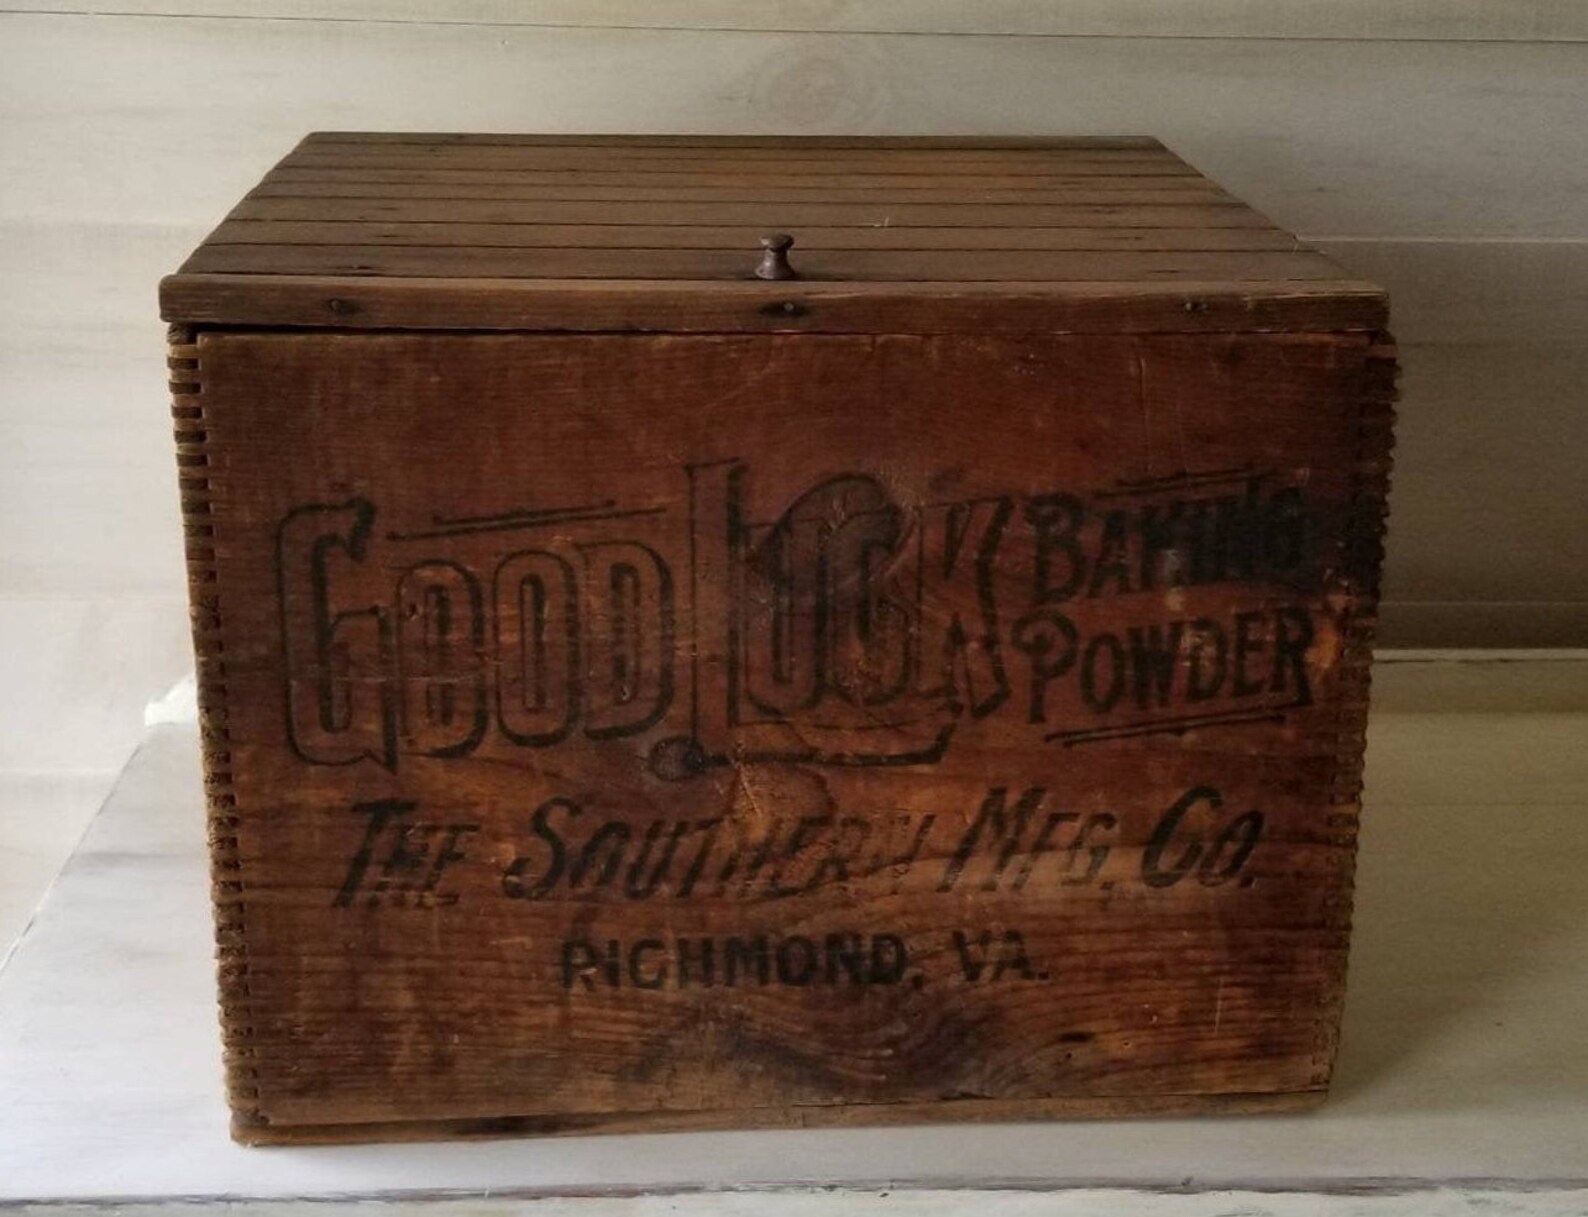 GOOD LUCK BAKING
POWDER
THE SOUTHERN MFG. CO.
RICHMOND, VA.